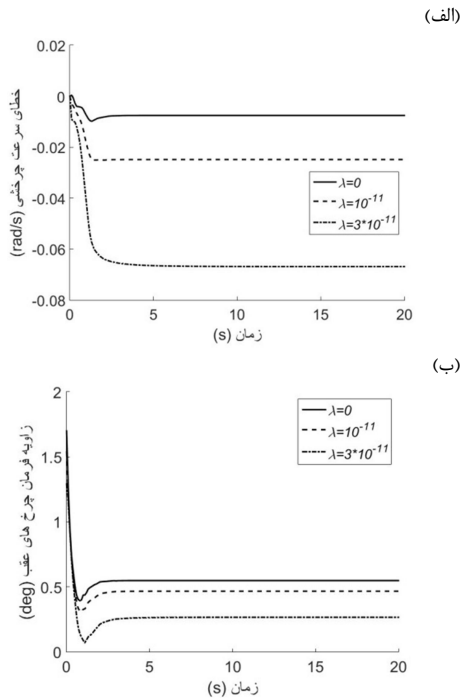 (الف)
0.02
0
-0.02
-0.04
-0.06
-0.08
خطای سرعت چرخشی (rad/s)
λ=0
λ=10^-11
λ=3*10^-11
0 5 10 15 20
زمان (s)
(ب)
2
1.5
1
0.5
0
زاویه فرمان چرخ های عقب (deg)
λ=0
λ=10^-11
λ=3*10^-11
0 5 10 15 20
زمان (s)